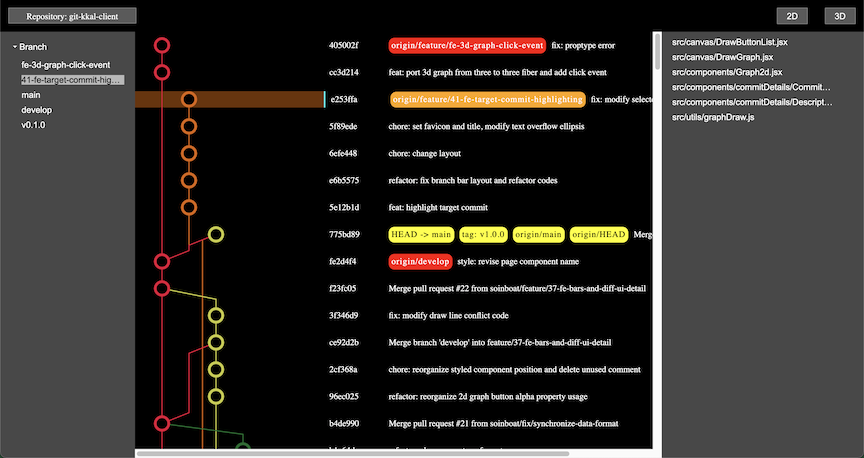 Repository: git-kkal-client
2D
3D
Branch
fe-3d-graph-click-event
41-fe-target-commit-hig...
main
develop
v0.1.0
405002f origin/feature/fe-3d-graph-click-event fix: proptype error
cc3d214 feat: port 3d graph from three to three fiber and add click event
e253ffa origin/feature/41-fe-target-commit-highlighting fix: modify select
5f89ede chore: set favicon and title, modify text overflow ellipsis
6efe448 chore: change layout
e6b5575 refactor: fix branch bar layout and refactor codes
5e12b1d feat: highlight target commit
775bd89 HEAD -> main tag: v1.0.0 origin/main origin/HEAD Merg
fe2d4f4 origin/develop style: revise page component name
f23fc05 Merge pull request #22 from soinboat/feature/37-fe-bars-and-diff-ui-detail
3f346d9 fix: modify draw line conflict code
ce92d2b Merge branch 'develop' into feature/37-fe-bars-and-diff-ui-detail
2cf368a chore: reorganize styled component position and delete unused comment
96ec025 refactor: reorganize 2d graph button alpha property usage
b4de990 Merge pull request #21 from soinboat/fix/synchronize-data-format
src/canvas/DrawButtonList.jsx
src/canvas/DrawGraph.jsx
src/components/Graph2d.jsx
src/components/commitDetails/Commit...
src/components/commitDetails/Descript...
src/utils/graphDraw.js